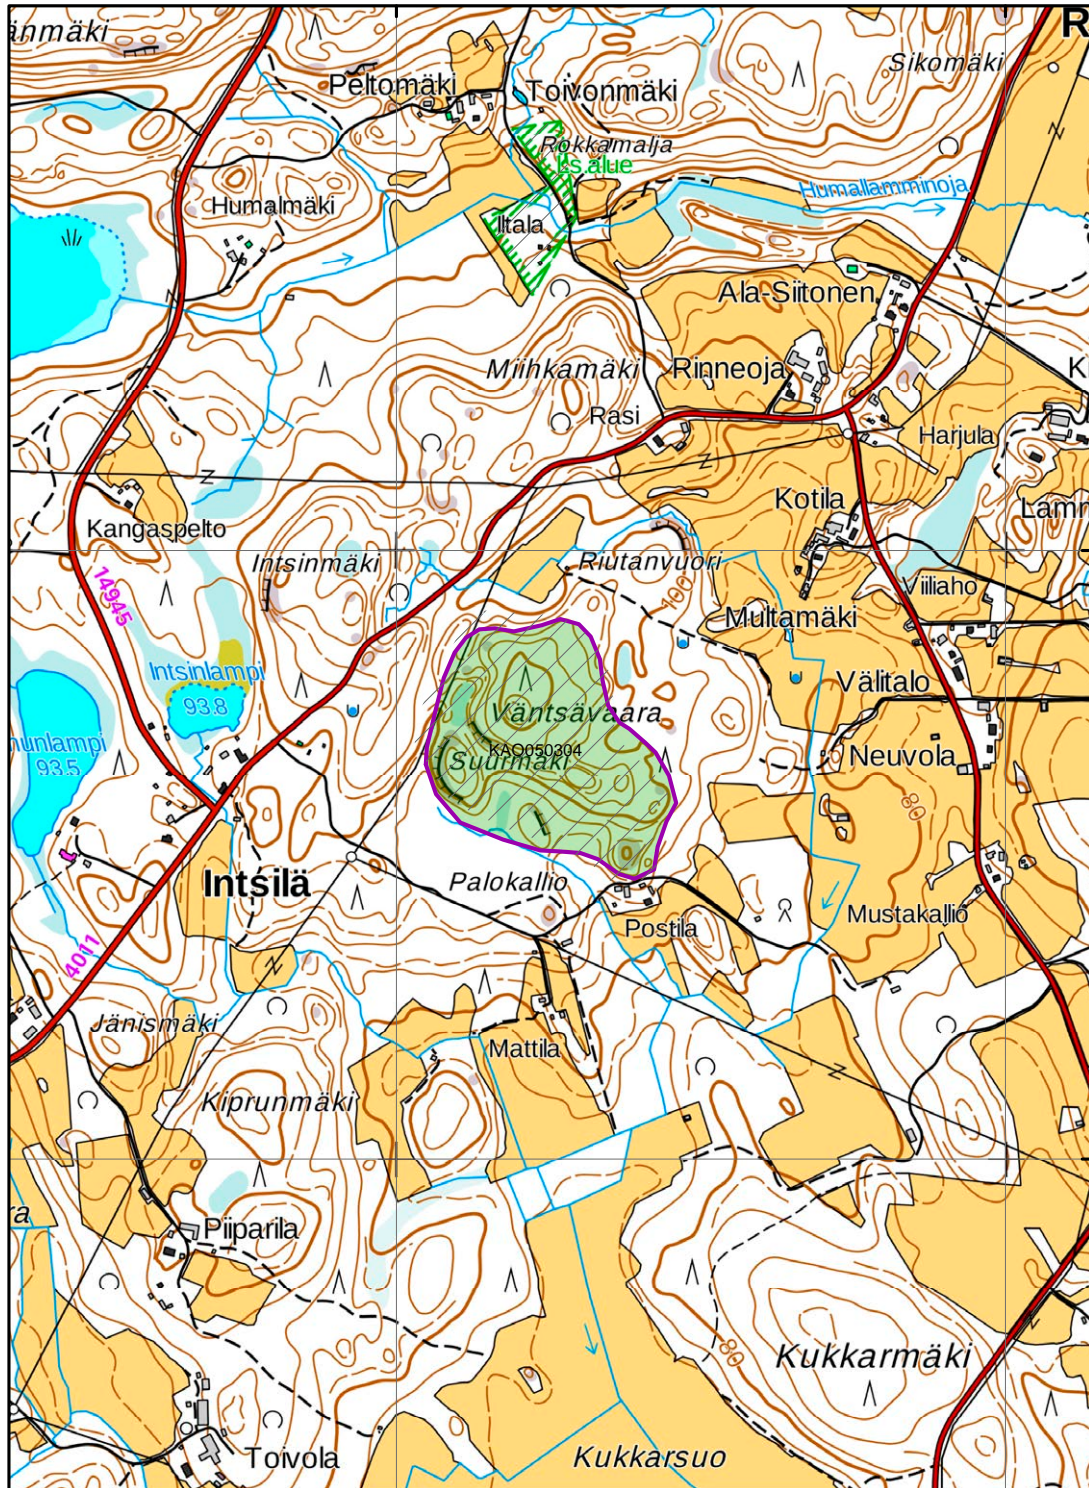 änmäki
R
Sikomäki
Peltomäki
Toivonmäki
Rokkamalja
Ls.alue
Humallamminoja
Humalmäki
Iltala
Ala-Siitonen
Miihkamäki
Rinneoja
Rasi
Harjula
Kotila
Lamm
Kangaspelto
Intsinmäki
Riutanvuori
100
14945
Viiliaho
Multamäki
Intsinlampi
93.8
Välitalo
Väntsävaara
KAO050304
Suurmäki
nunlampi
93.5
Neuvola
80
Intsilä
Palokallio
Mustakallio
Postila
4011
Jänismäki
Mattila
Kiprunmäki
ra
Piiparila
80
Kukkarmäki
Toivola
Kukkarsuo